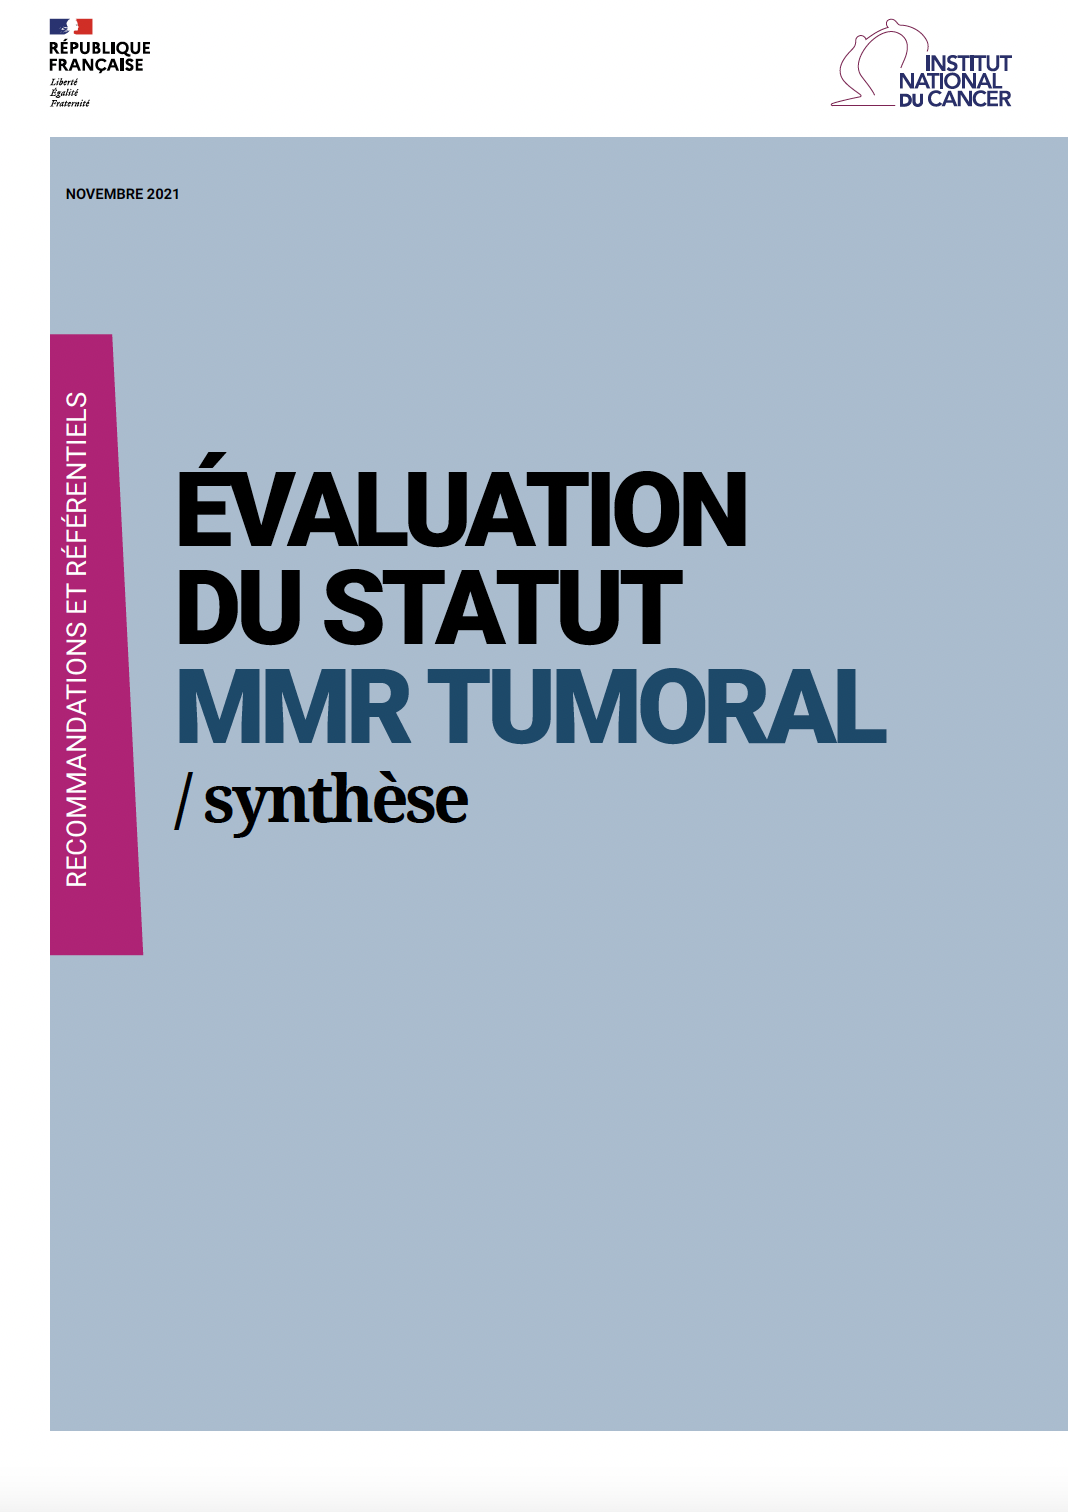 RÉPUBLIQUE
FRANÇAISE
Liberté
Égalité
Fraternité
INSTITUT
NATIONAL
DU CANCER
NOVEMBRE 2021
RECOMMANDATIONS ET RÉFÉRENTIELS
ÉVALUATION
DU STATUT
MMR TUMORAL
/ synthèse